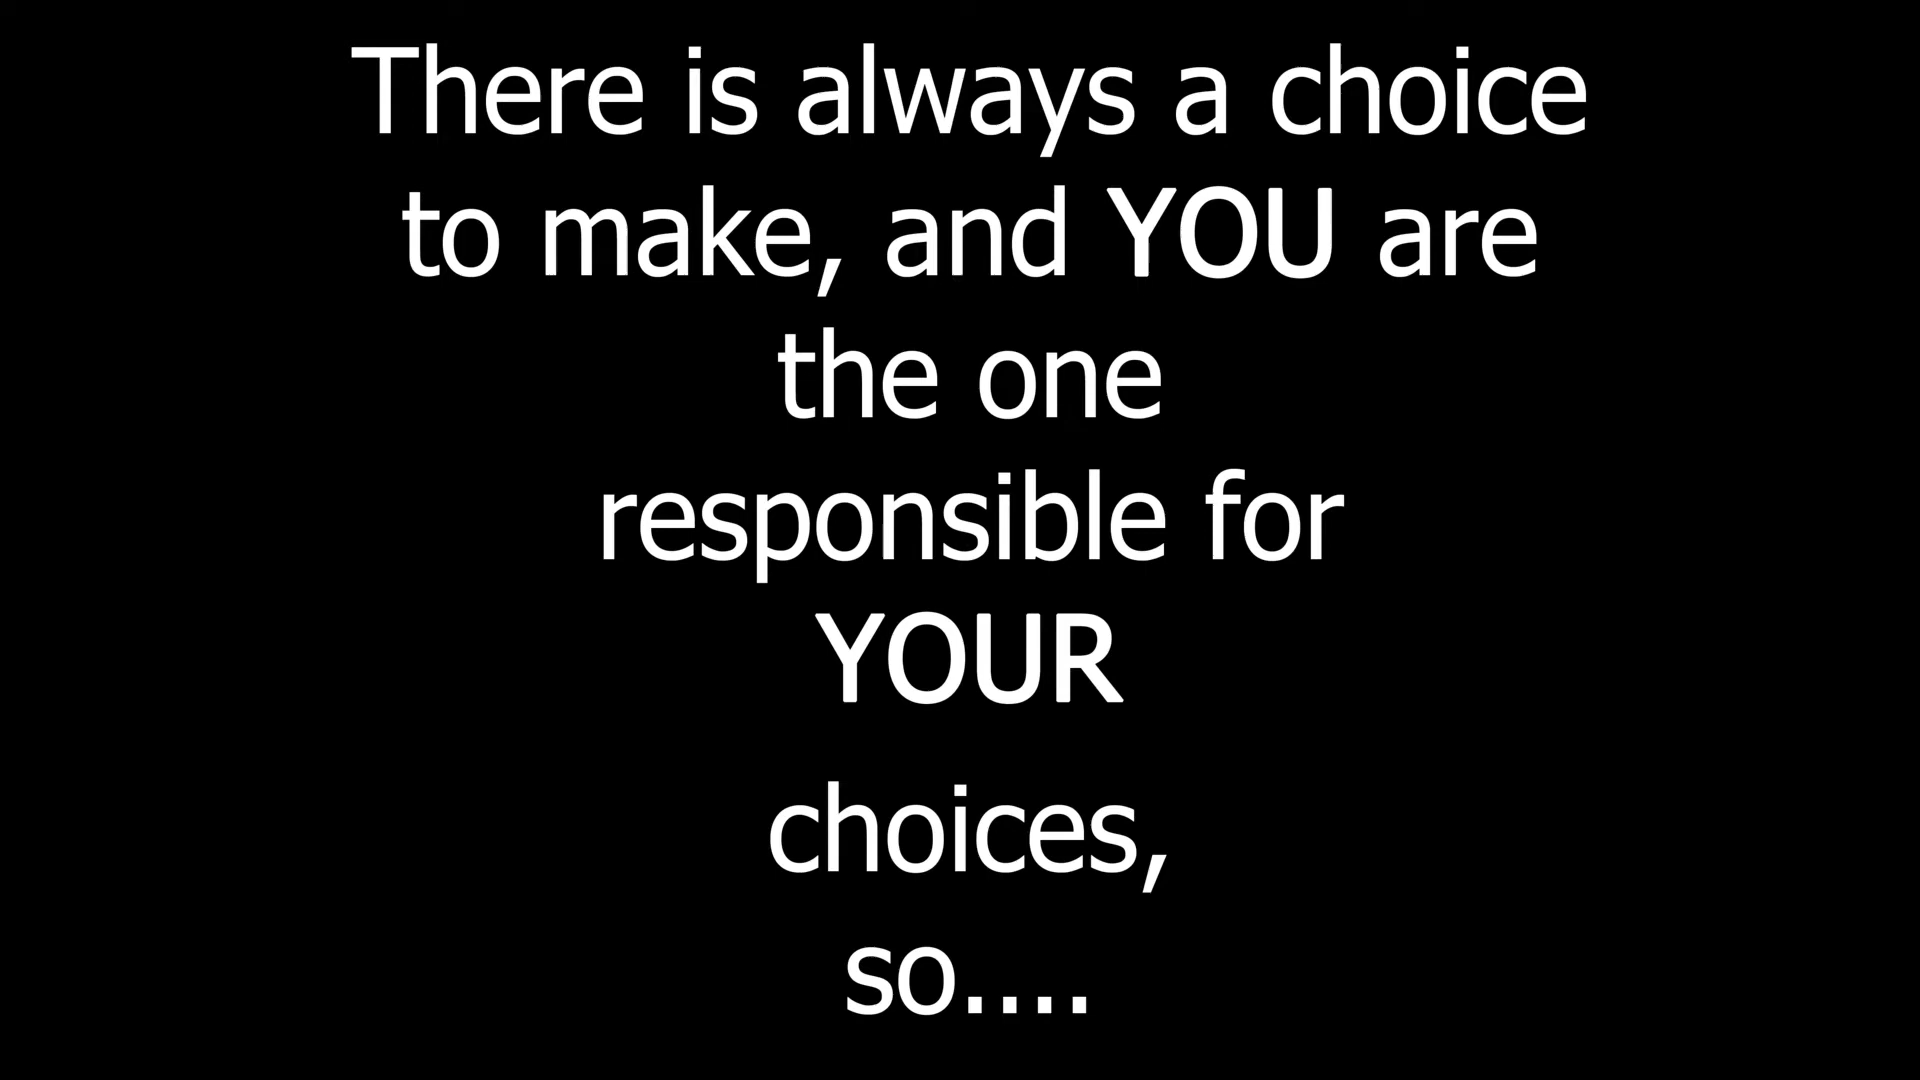 There is always a choice
to make, and YOU are
the one
responsible for
YOUR
choices,
so....